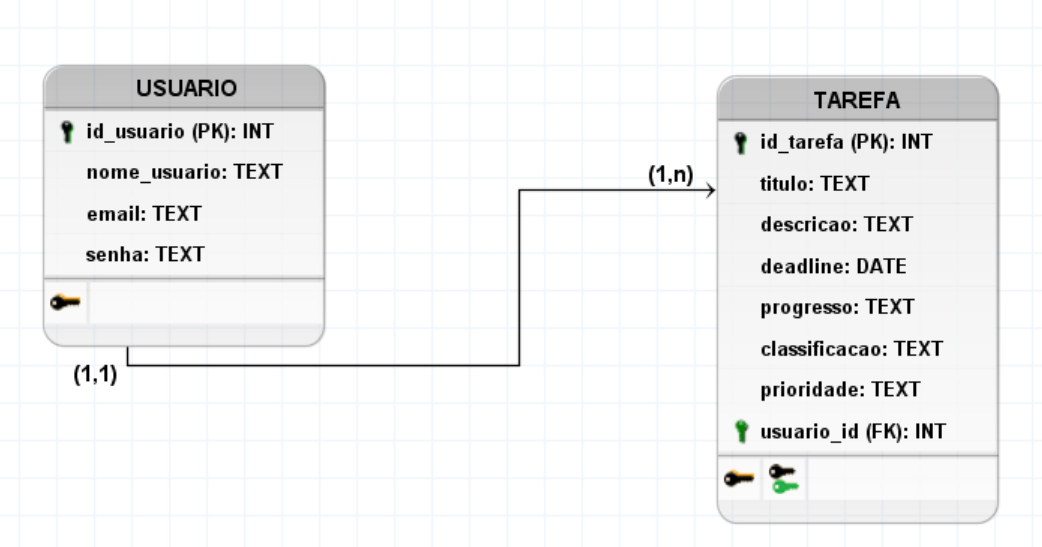 USUARIO
id_usuario (PK): INT
nome_usuario: TEXT
email: TEXT
senha: TEXT
(1,1)
(1,n)
TAREFA
id_tarefa (PK): INT
titulo: TEXT
descricao: TEXT
deadline: DATE
progresso: TEXT
classificacao: TEXT
prioridade: TEXT
usuario_id (FK): INT